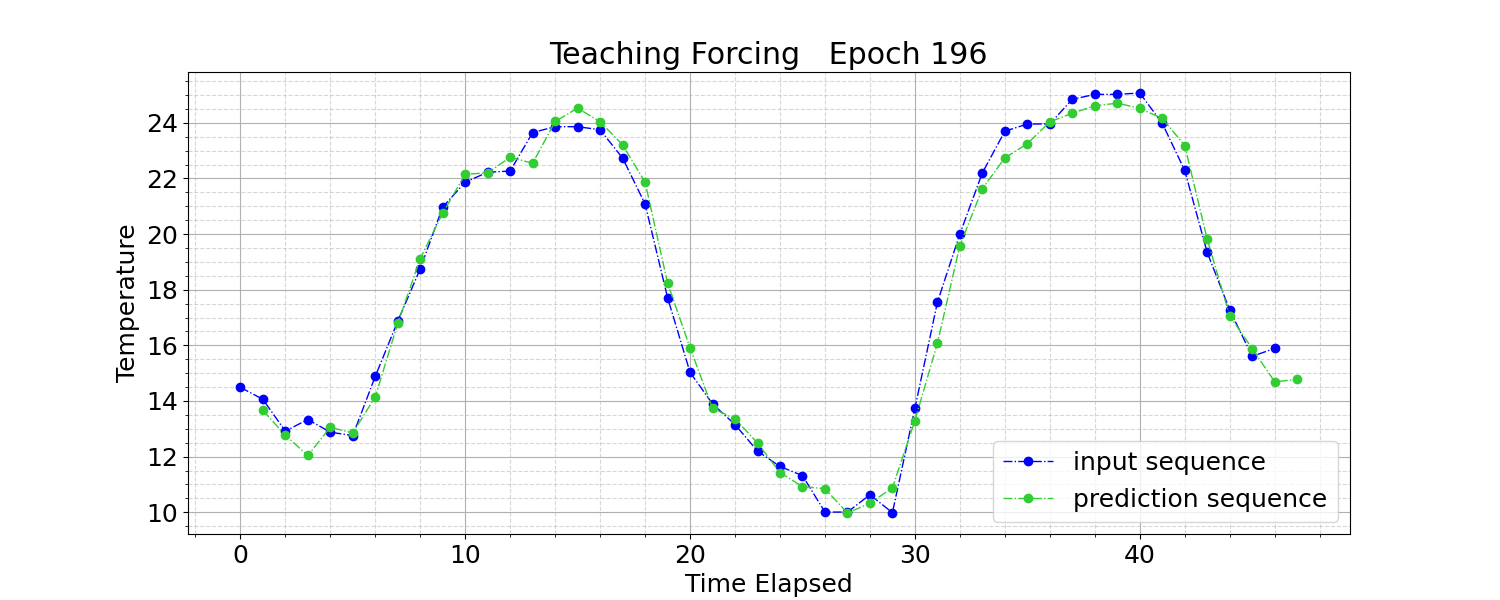 Teaching Forcing   Epoch 196
Temperature
24
22
20
18
16
14
12
10
input sequence
prediction sequence
0 10 20 30 40
Time Elapsed